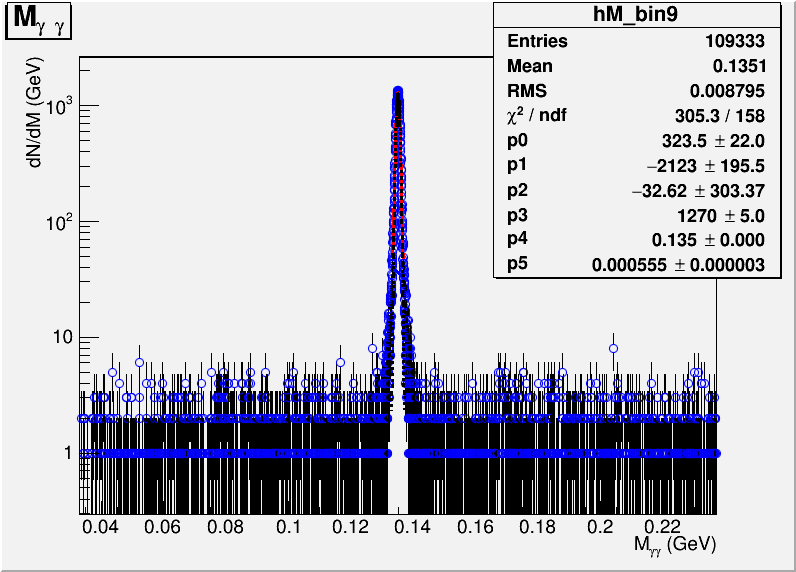 M γ γ
hM_bin9
Entries 109333
Mean 0.1351
RMS 0.008795
χ² / ndf 305.3 / 158
p0 323.5 ± 22.0
p1 −2123 ± 195.5
p2 −32.62 ± 303.37
p3 1270 ± 5.0
p4 0.135 ± 0.000
p5 0.000555 ± 0.000003
dN/dM (GeV)
10³
10²
10
1
0.04 0.06 0.08 0.1 0.12 0.14 0.16 0.18 0.2 0.22
Mγγ (GeV)